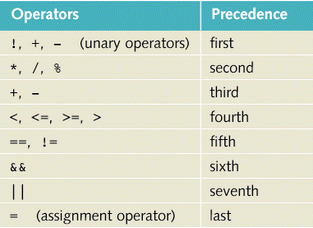 Operators Precedence
!, +, - (unary operators) first
*, /, % second
+, - third
<, <=, >=, > fourth
==, != fifth
&& sixth
|| seventh
= (assignment operator) last